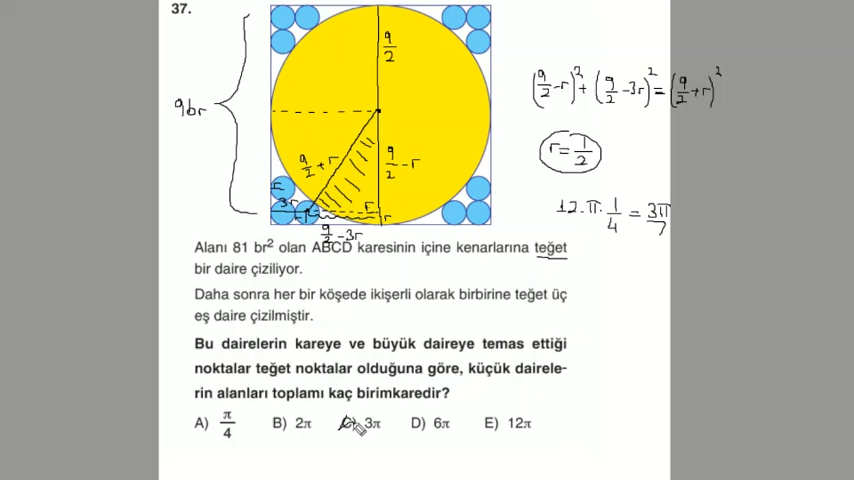 37.
9br
9/2
9/2 + r
9/2 - r
r
3r
r
r
9/2 - 3r
(9/2 - r)² + (9/2 - 3r)² = (9/2 + r)²
r = 1/2
12 . π . 1/4 = 3π
Alanı 81 br² olan ABCD karesinin içine kenarlarına teğet
bir daire çiziliyor.
Daha sonra her bir köşede ikişerli olarak birbirine teğet üç
eş daire çizilmiştir.
Bu dairelerin kareye ve büyük daireye temas ettiği
noktalar teğet noktalar olduğuna göre, küçük dairele-
rin alanları toplamı kaç birimkaredir?
A) π/4 B) 2π C) 3π D) 6π E) 12π